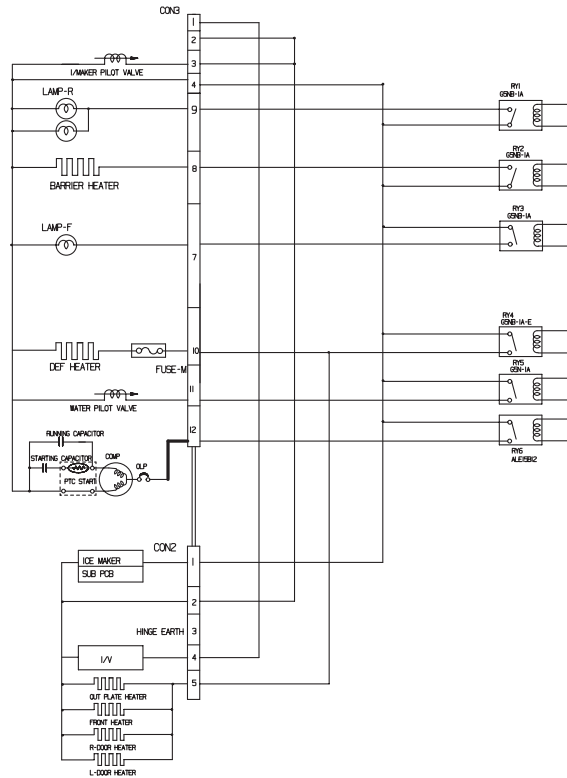 CON3
1
2
3
I/MAKER PILOT VALVE
4
LAMP-R
9
RY1
G5NB-1A
RY2
G5NB-1A
8
BARRIER HEATER
RY3
G5NB-1A
LAMP-F
7
RY4
G5NB-1A-E
10
DEF HEATER
FUSE-M
RY5
G5N-1A
11
WATER PILOT VALVE
12
RUNNING CAPACITOR
STARTING CAPACITOR
COMP
OLP
PTC START
RY6
ALE15B12
CON2
ICE MAKER
1
SUB PCB
2
HINGE EARTH
3
I/V
4
5
OUT PLATE HEATER
FRONT HEATER
R-DOOR HEATER
L-DOOR HEATER